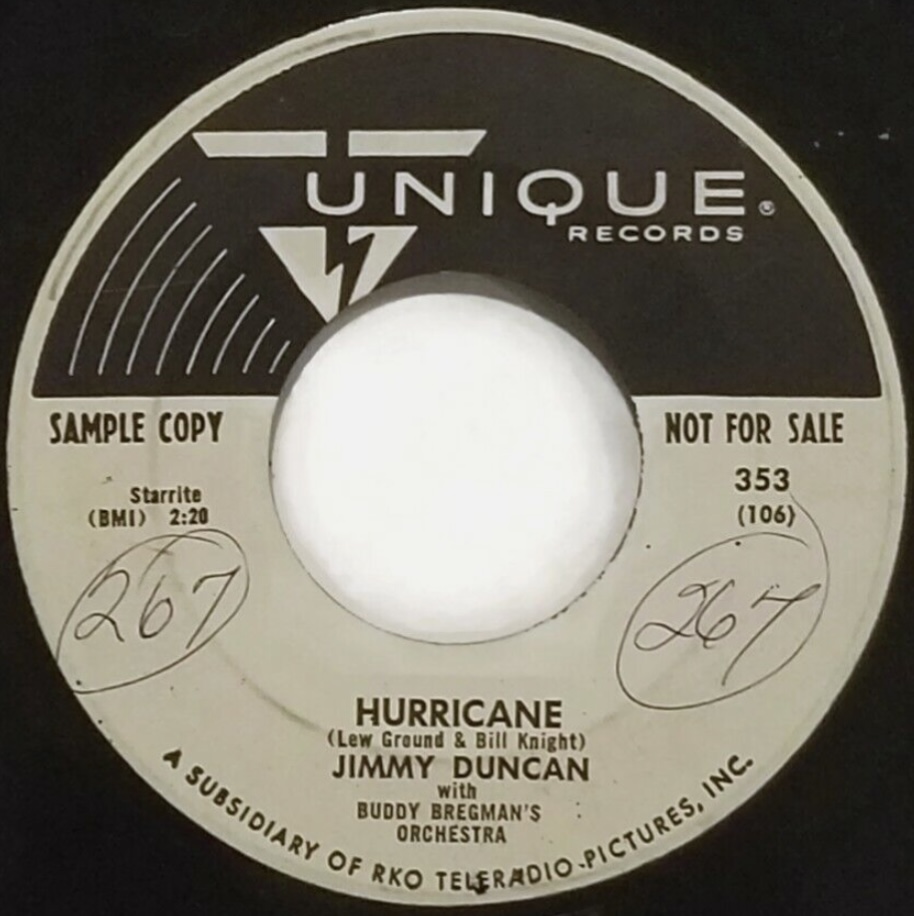 UNIQUE®
RECORDS
SAMPLE COPY
NOT FOR SALE
Starrite
(BMI) 2:20
353
(106)
267
267
HURRICANE
(Lew Ground & Bill Knight)
JIMMY DUNCAN
with
BUDDY BREGMAN'S
ORCHESTRA
A SUBSIDIARY OF RKO TELERADIO-PICTURES, INC.